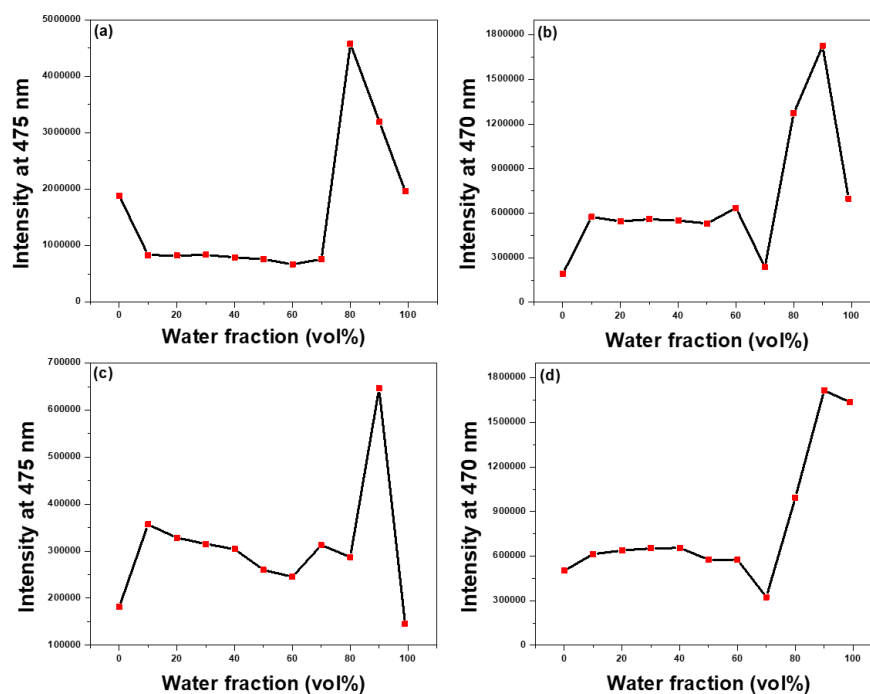 (a)
Intensity at 475 nm
5000000
4000000
3000000
2000000
1000000
0
0 20 40 60 80 100
Water fraction (vol%)
(b)
Intensity at 470 nm
1800000
1500000
1200000
900000
600000
300000
0
0 20 40 60 80 100
Water fraction (vol%)
(c)
Intensity at 475 nm
700000
600000
500000
400000
300000
200000
100000
0 20 40 60 80 100
Water fraction (vol%)
(d)
Intensity at 470 nm
1800000
1500000
1200000
900000
600000
300000
0
0 20 40 60 80 100
Water fraction (vol%)